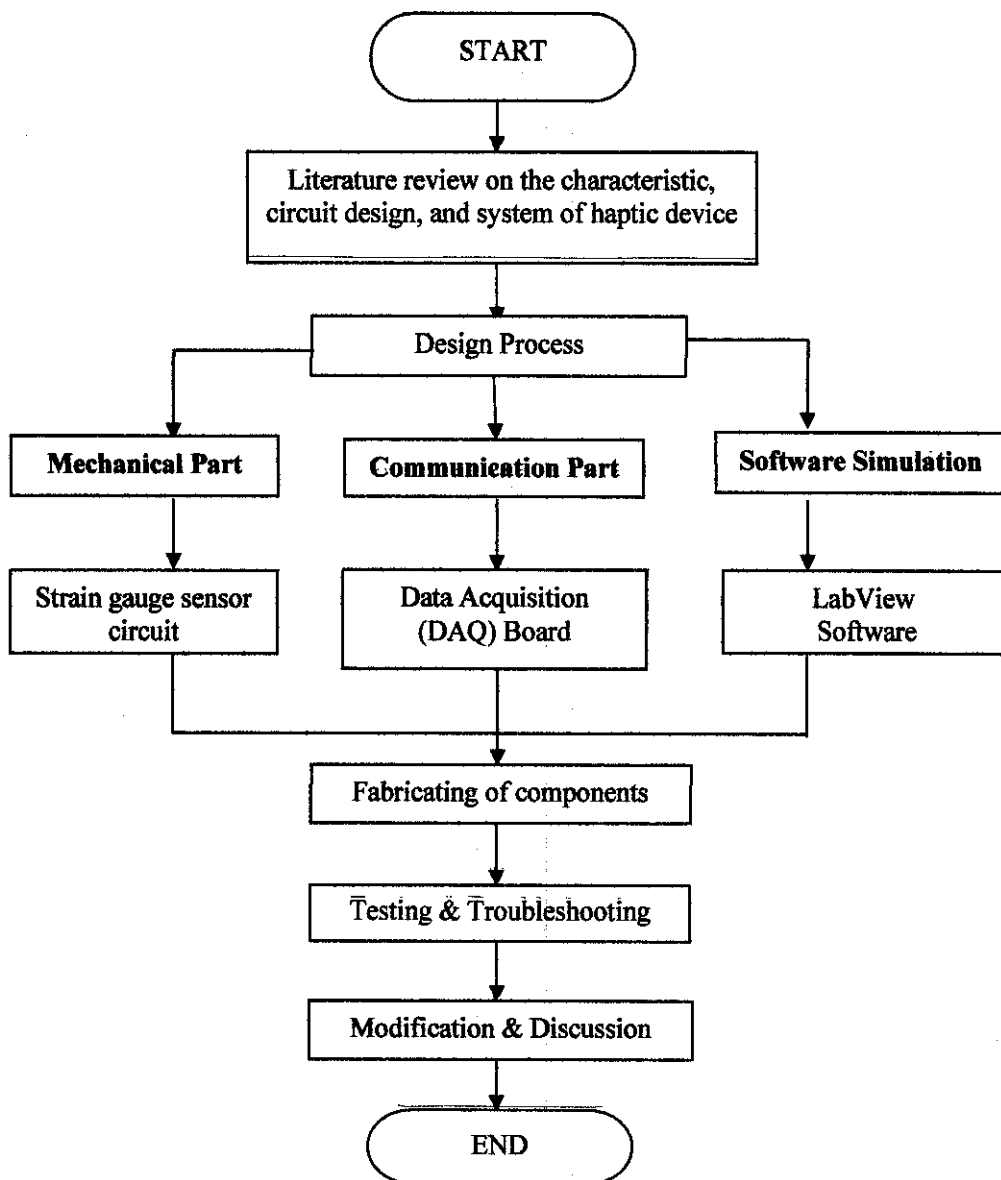 START
Literature review on the characteristic,
circuit design, and system of haptic device
Design Process
Mechanical Part
Communication Part
Software Simulation
Strain gauge sensor
circuit
Data Acquisition
(DAQ) Board
LabView
Software
Fabricating of components
Testing & Troubleshooting
Modification & Discussion
END